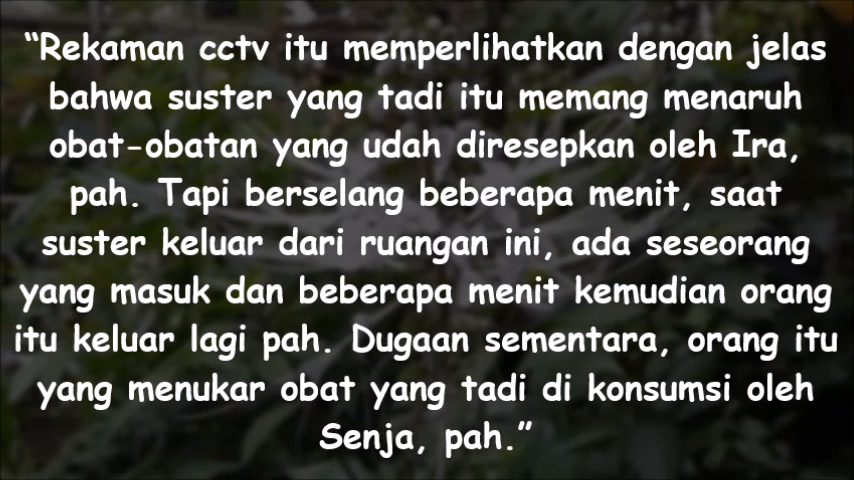 “Rekaman cctv itu memperlihatkan dengan jelas
bahwa suster yang tadi itu memang menaruh
obat-obatan yang udah diresepkan oleh Ira,
pah. Tapi berselang beberapa menit, saat
suster keluar dari ruangan ini, ada seseorang
yang masuk dan beberapa menit kemudian orang
itu keluar lagi pah. Dugaan sementara, orang itu
yang menukar obat yang tadi di konsumsi oleh
Senja, pah.”